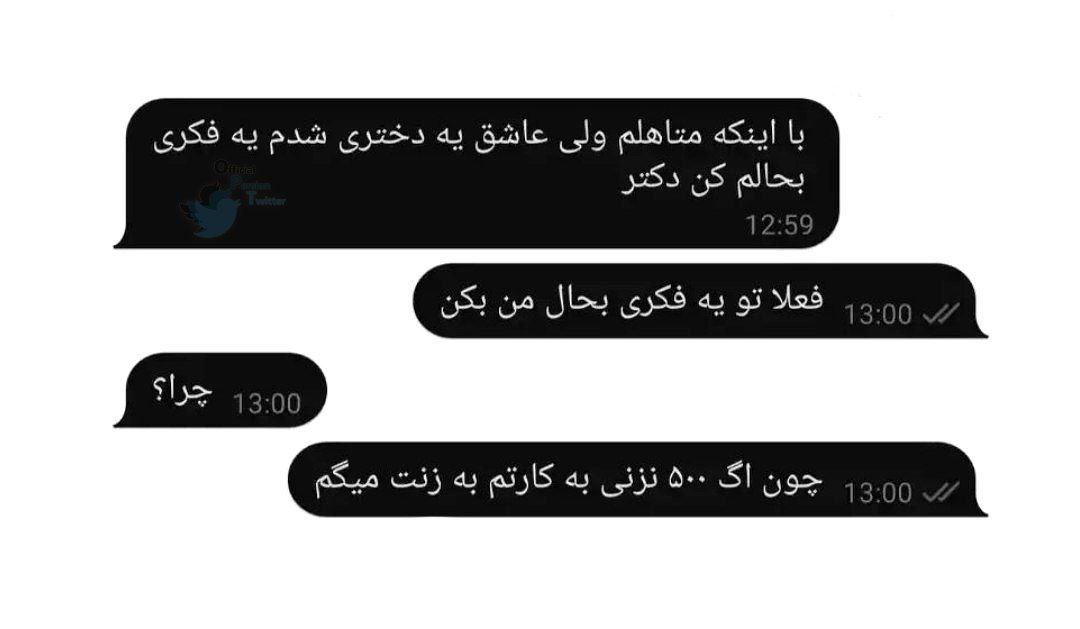 با اینکه متاهلم ولی عاشق یه دختری شدم یه فکری
بحالم کن دکتر
12:59
Official
Persian
Twitter
فعلا تو یه فکری بحال من بکن 13:00
چرا؟ 13:00
چون اگ ۵۰۰ نزنی به کارتم به زنت میگم 13:00